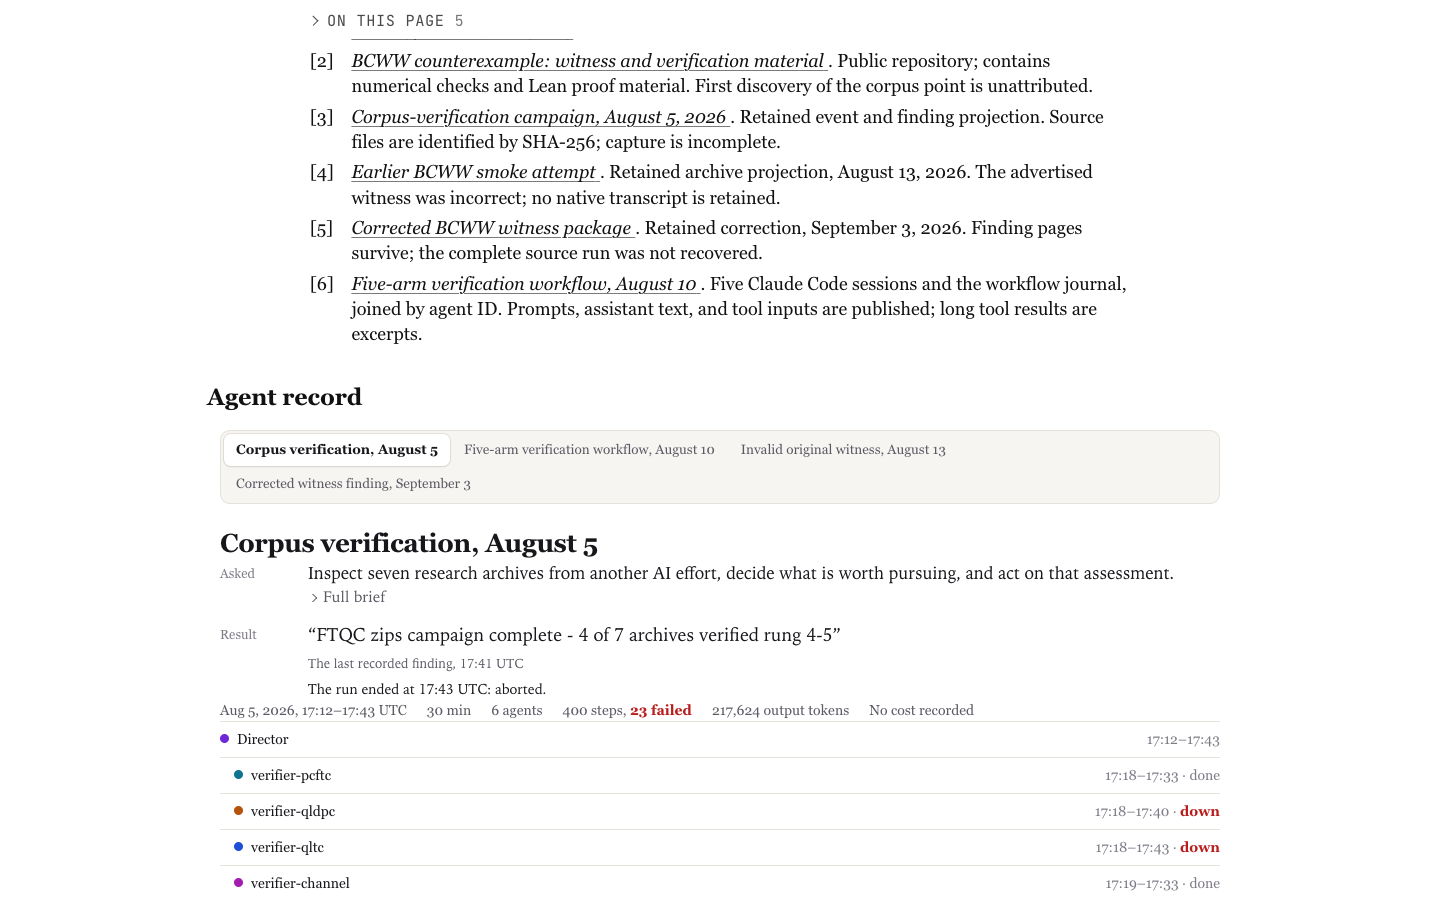 > ON THIS PAGE 5
[2] BCWW counterexample: witness and verification material . Public repository; contains
numerical checks and Lean proof material. First discovery of the corpus point is unattributed.
[3] Corpus-verification campaign, August 5, 2026 . Retained event and finding projection. Source
files are identified by SHA-256; capture is incomplete.
[4] Earlier BCWW smoke attempt . Retained archive projection, August 13, 2026. The advertised
witness was incorrect; no native transcript is retained.
[5] Corrected BCWW witness package . Retained correction, September 3, 2026. Finding pages
survive; the complete source run was not recovered.
[6] Five-arm verification workflow, August 10 . Five Claude Code sessions and the workflow journal,
joined by agent ID. Prompts, assistant text, and tool inputs are published; long tool results are
excerpts.
Agent record
Corpus verification, August 5 Five-arm verification workflow, August 10 Invalid original witness, August 13
Corrected witness finding, September 3
Corpus verification, August 5
Asked Inspect seven research archives from another AI effort, decide what is worth pursuing, and act on that assessment.
> Full brief
Result “FTQC zips campaign complete - 4 of 7 archives verified rung 4-5”
The last recorded finding, 17:41 UTC
The run ended at 17:43 UTC: aborted.
Aug 5, 2026, 17:12–17:43 UTC 30 min 6 agents 400 steps, 23 failed 217,624 output tokens No cost recorded
Director 17:12–17:43
verifier-pcftc 17:18–17:33 · done
verifier-qldpc 17:18–17:40 · down
verifier-qltc 17:18–17:43 · down
verifier-channel 17:19–17:33 · done